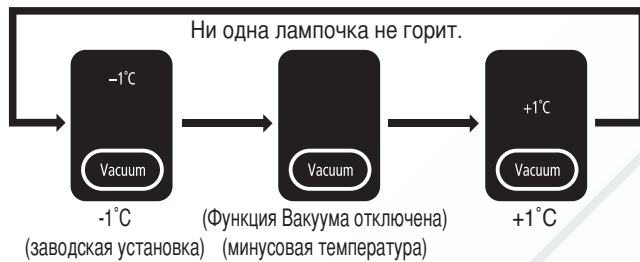 Ни одна лампочка не горит.
–1˚C
+1˚C
Vacuum
Vacuum
Vacuum
-1˚C
(Функция Вакуума отключена)
+1˚C
(заводская установка)
(минусовая температура)